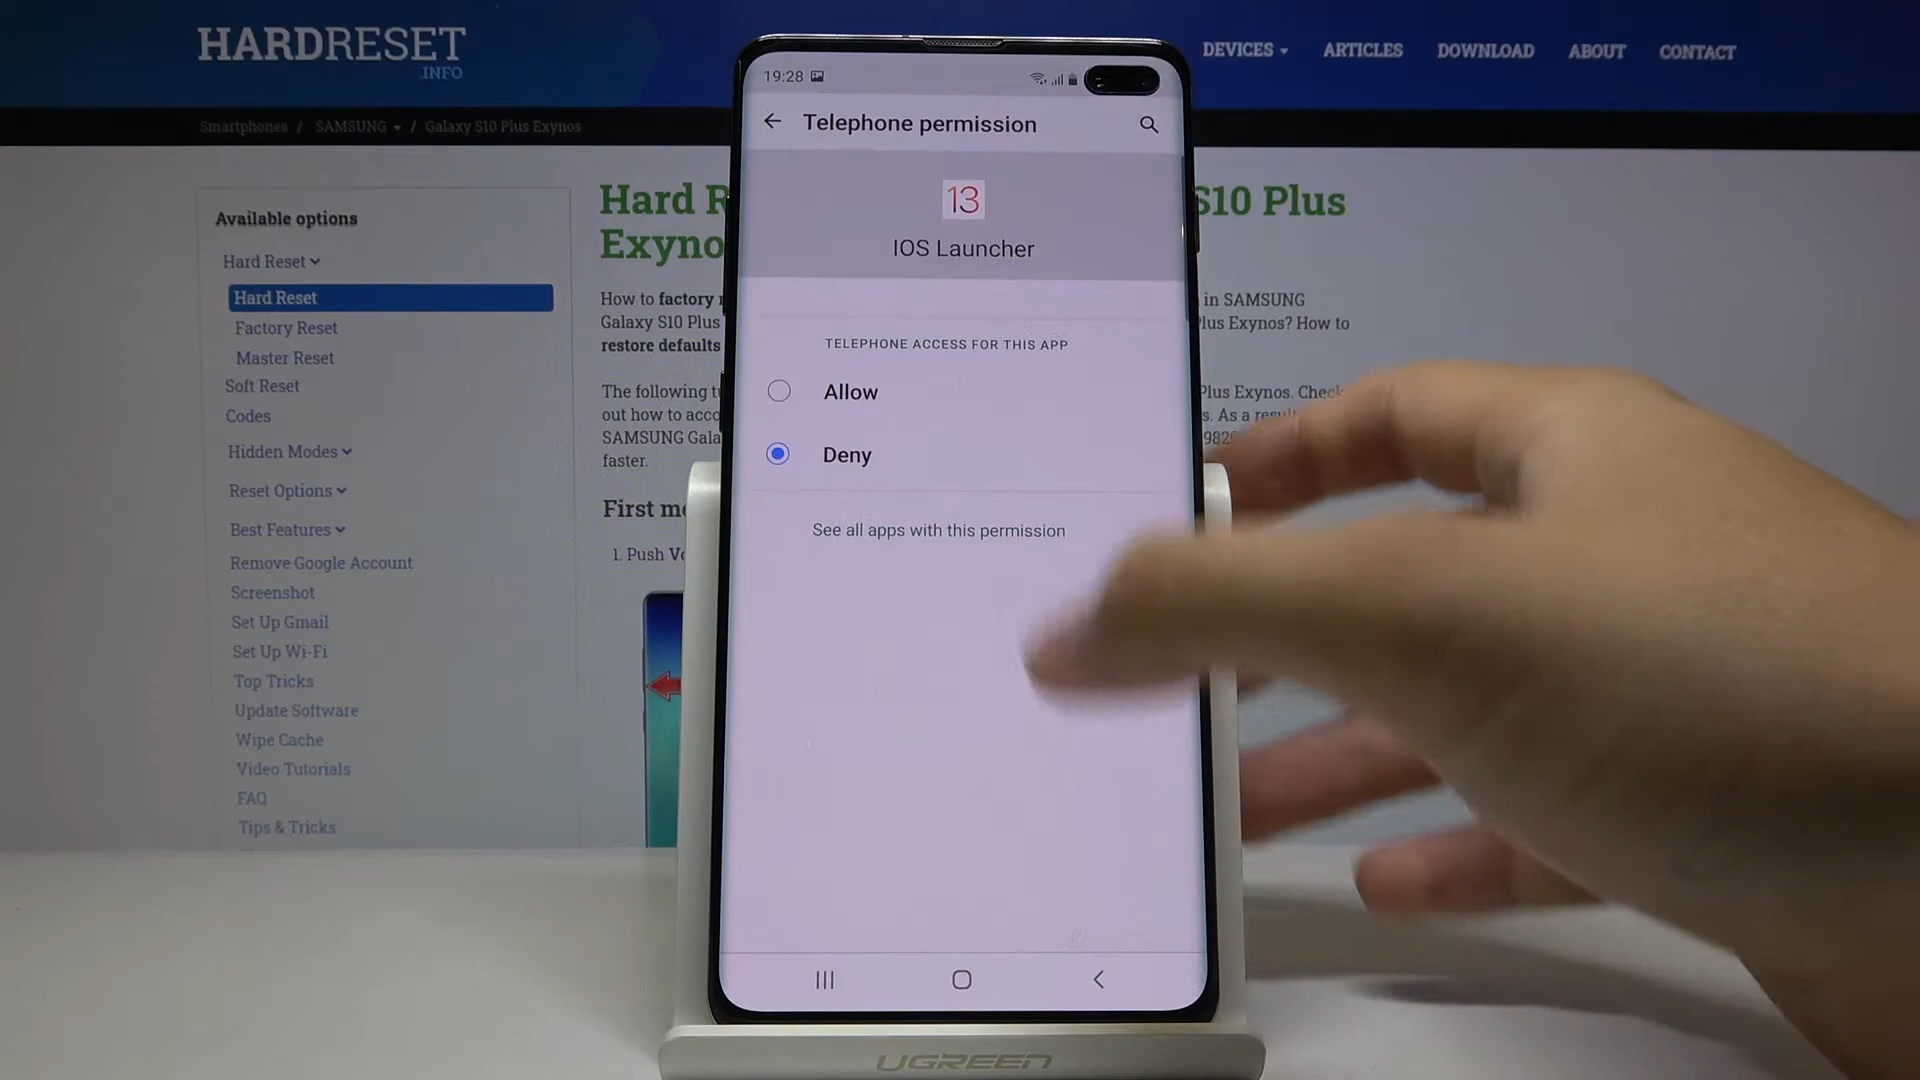 HARDRESET
.INFO
DEVICES
ARTICLES
DOWNLOAD
ABOUT
CONTACT
Smartphones / SAMSUNG / Galaxy S10 Plus Exynos
Available options
Hard Reset
Hard Reset
Factory Reset
Master Reset
Soft Reset
Codes
Hidden Modes
Reset Options
Best Features
Remove Google Account
Screenshot
Set Up Gmail
Set Up Wi-Fi
Top Tricks
Update Software
Wipe Cache
Video Tutorials
FAQ
Tips & Tricks
Hard R
S10 Plus
Exyno
How to factory
in SAMSUNG
Galaxy S10 Plus
Plus Exynos? How to
restore defaults
The following
Plus Exynos. Check
out how to
s. As a
SAMSUNG
faster.
First
1. Push
19:28
Telephone permission
13
IOS Launcher
TELEPHONE ACCESS FOR THIS APP
Allow
Deny
See all apps with this permission
UGREEN